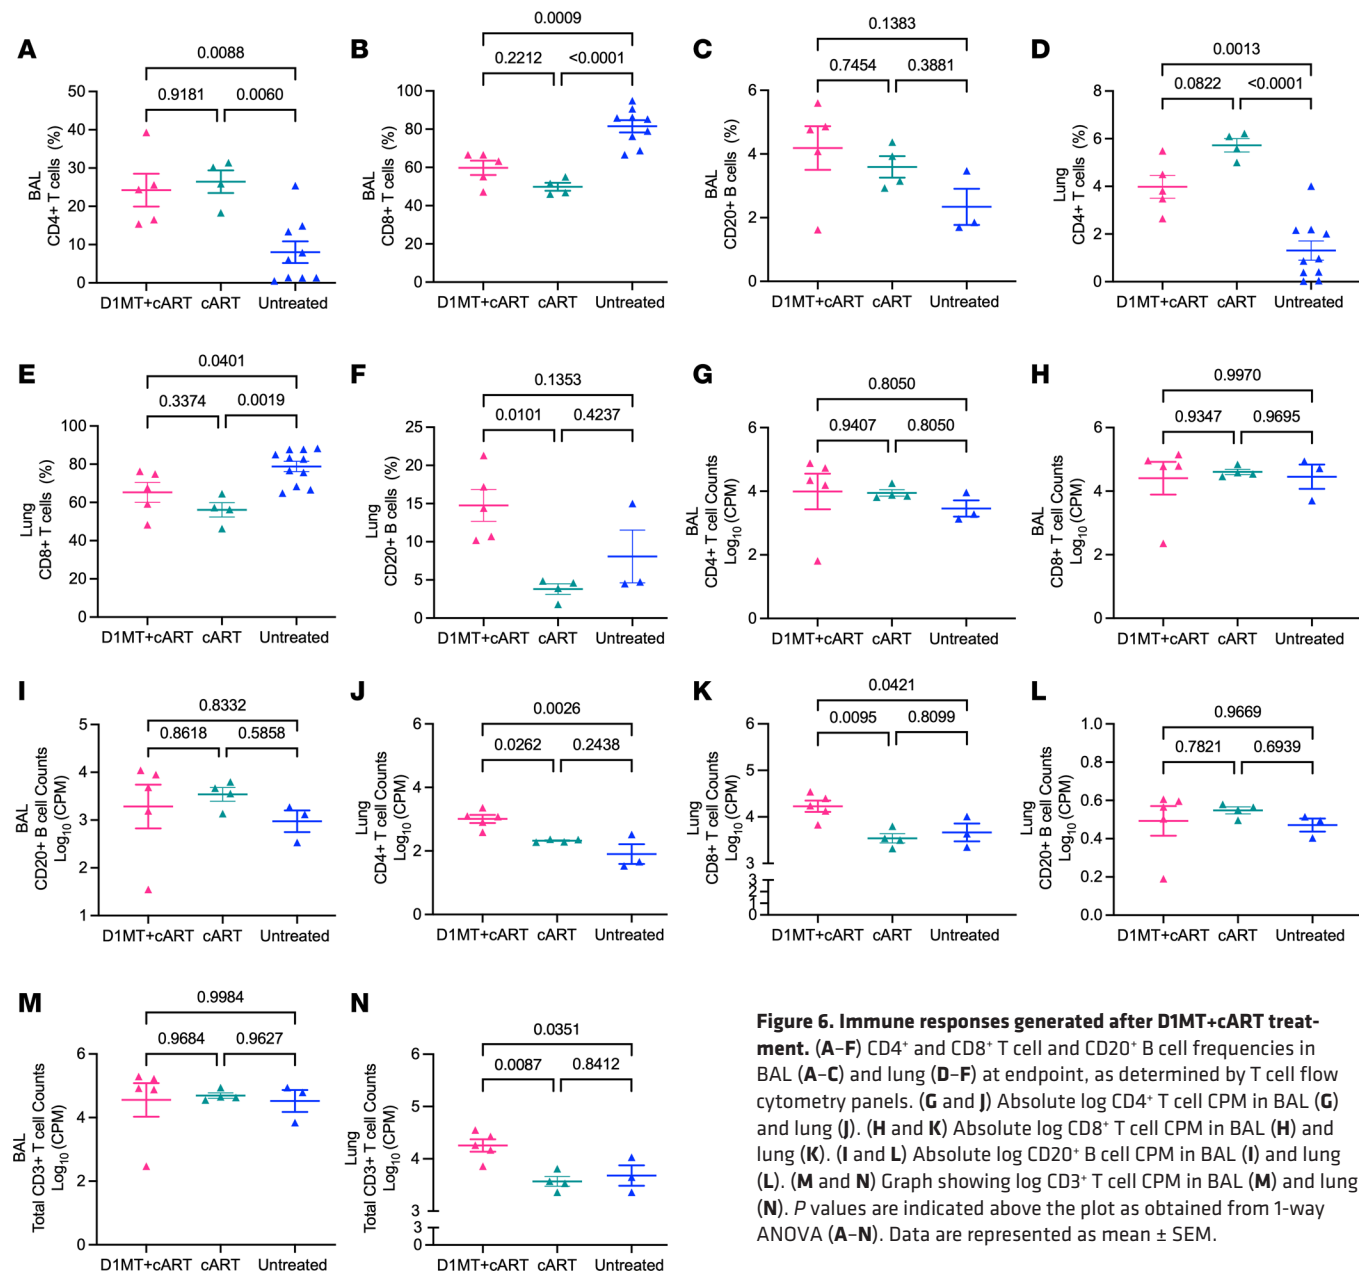 A
0.0088
0.9181 0.0060
BAL
CD4+ T cells (%)
50
40
30
20
10
0
D1MT+cART cART Untreated
B
0.0009
0.2212 <0.0001
BAL
CD8+ T cells (%)
100
80
60
40
20
0
D1MT+cART cART Untreated
C
0.1383
0.7454 0.3881
BAL
CD20+ B cells (%)
6
4
2
0
D1MT+cART cART Untreated
D
0.0013
0.0822 <0.0001
Lung
CD4+ T cells (%)
8
6
4
2
0
D1MT+cART cART Untreated
E
0.0401
0.3374 0.0019
Lung
CD8+ T cells (%)
100
80
60
40
20
0
D1MT+cART cART Untreated
F
0.1353
0.0101 0.4237
Lung
CD20+ B cells (%)
25
20
15
10
5
0
D1MT+cART cART Untreated
G
0.8050
0.9407 0.8050
BAL
CD4+ T cell Counts
Log10 (CPM)
6
4
2
0
D1MT+cART cART Untreated
H
0.9970
0.9347 0.9695
BAL
CD8+ T cell Counts
Log10 (CPM)
6
4
2
0
D1MT+cART cART Untreated
I
0.8332
0.8618 0.5858
BAL
CD20+ B cell Counts
Log10 (CPM)
5
4
3
2
1
D1MT+cART cART Untreated
J
0.0026
0.0262 0.2438
Lung
CD4+ T cell Counts
Log10 (CPM)
6
4
2
0
D1MT+cART cART Untreated
K
0.0421
0.0095 0.8099
Lung
CD8+ T cell Counts
Log10 (CPM)
6
5
4
3
3
2
1
0
D1MT+cART cART Untreated
L
0.9669
0.7821 0.6939
Lung
CD20+ B cell Counts
Log10 (CPM)
1.0
0.8
0.6
0.4
0.2
0.0
D1MT+cART cART Untreated
M
0.9984
0.9684 0.9627
BAL
Total CD3+ T cell Counts
Log10 (CPM)
6
4
2
0
D1MT+cART cART Untreated
N
0.0351
0.0087 0.8412
Lung
Total CD3+ T cell Counts
Log10 (CPM)
6
5
4
3
3
0
D1MT+cART cART Untreated
Figure 6. Immune responses generated after D1MT+cART treat-
ment. (A–F) CD4⁺ and CD8⁺ T cell and CD20⁺ B cell frequencies in
BAL (A–C) and lung (D–F) at endpoint, as determined by T cell flow
cytometry panels. (G and J) Absolute log CD4⁺ T cell CPM in BAL (G)
and lung (J). (H and K) Absolute log CD8⁺ T cell CPM in BAL (H) and
lung (K). (I and L) Absolute log CD20⁺ B cell CPM in BAL (I) and lung
(L). (M and N) Graph showing log CD3⁺ T cell CPM in BAL (M) and lung
(N). P values are indicated above the plot as obtained from 1-way
ANOVA (A–N). Data are represented as mean ± SEM.